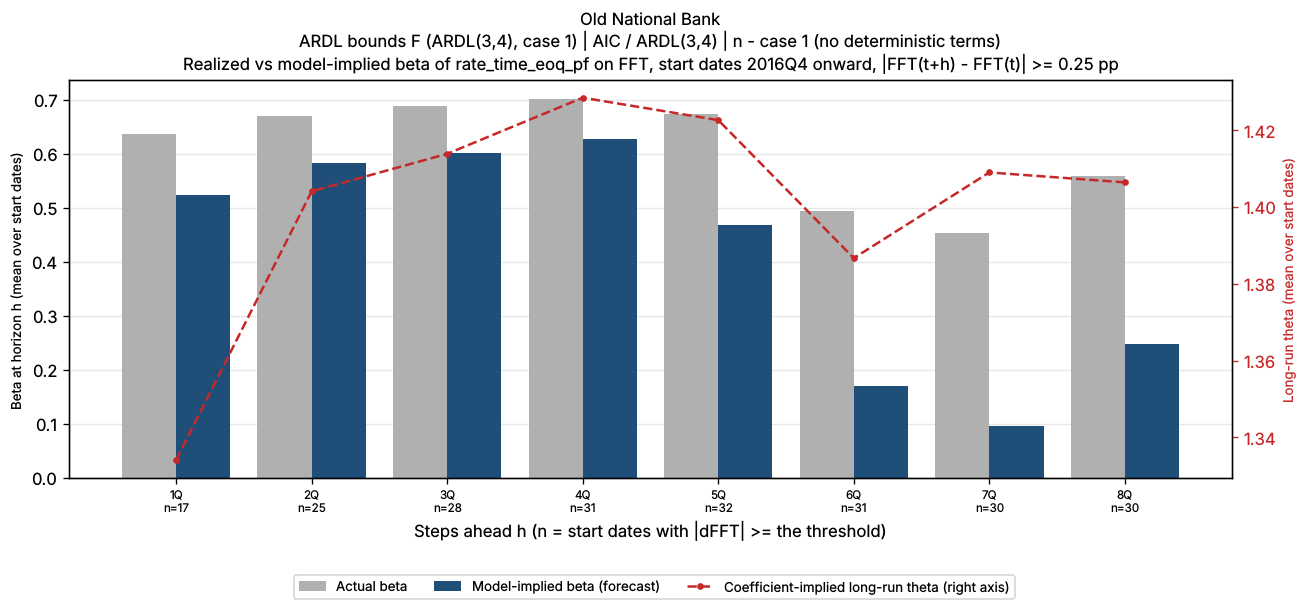 Old National Bank
ARDL bounds F (ARDL(3,4), case 1) | AIC / ARDL(3,4) | n - case 1 (no deterministic terms)
Realized vs model-implied beta of rate_time_eoq_pf on FFT, start dates 2016Q4 onward, |FFT(t+h) - FFT(t)| >= 0.25 pp
Beta at horizon h (mean over start dates)
0.7
0.6
0.5
0.4
0.3
0.2
0.1
0.0
1.42
1.40
1.38
1.36
1.34
Long-run theta (mean over start dates)
1Q 2Q 3Q 4Q 5Q 6Q 7Q 8Q
n=17 n=25 n=28 n=31 n=32 n=31 n=30 n=30
Steps ahead h (n = start dates with |dFFT| >= the threshold)
Actual beta Model-implied beta (forecast) Coefficient-implied long-run theta (right axis)